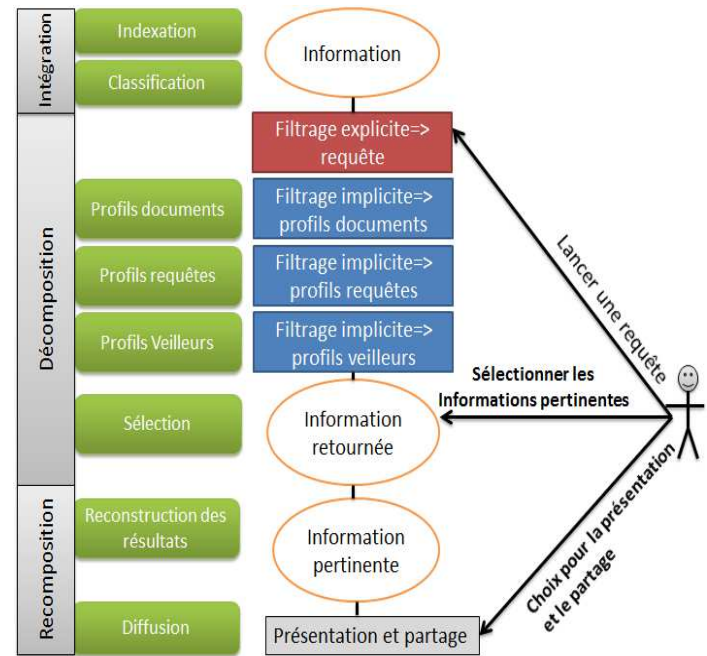 Intégration
Indexation
Classification
Information
Décomposition
Filtrage explicite=>
requête
Profils documents
Filtrage implicite=>
profils documents
Profils requêtes
Filtrage implicite=>
profils requêtes
Profils Veilleurs
Filtrage implicite=>
profils veilleurs
Sélection
Information
retournée
Lancer une requête
Sélectionner les
Informations pertinentes
Choix pour la présentation
et le partage
Recomposition
Reconstruction des
résultats
Information
pertinente
Diffusion
Présentation et partage